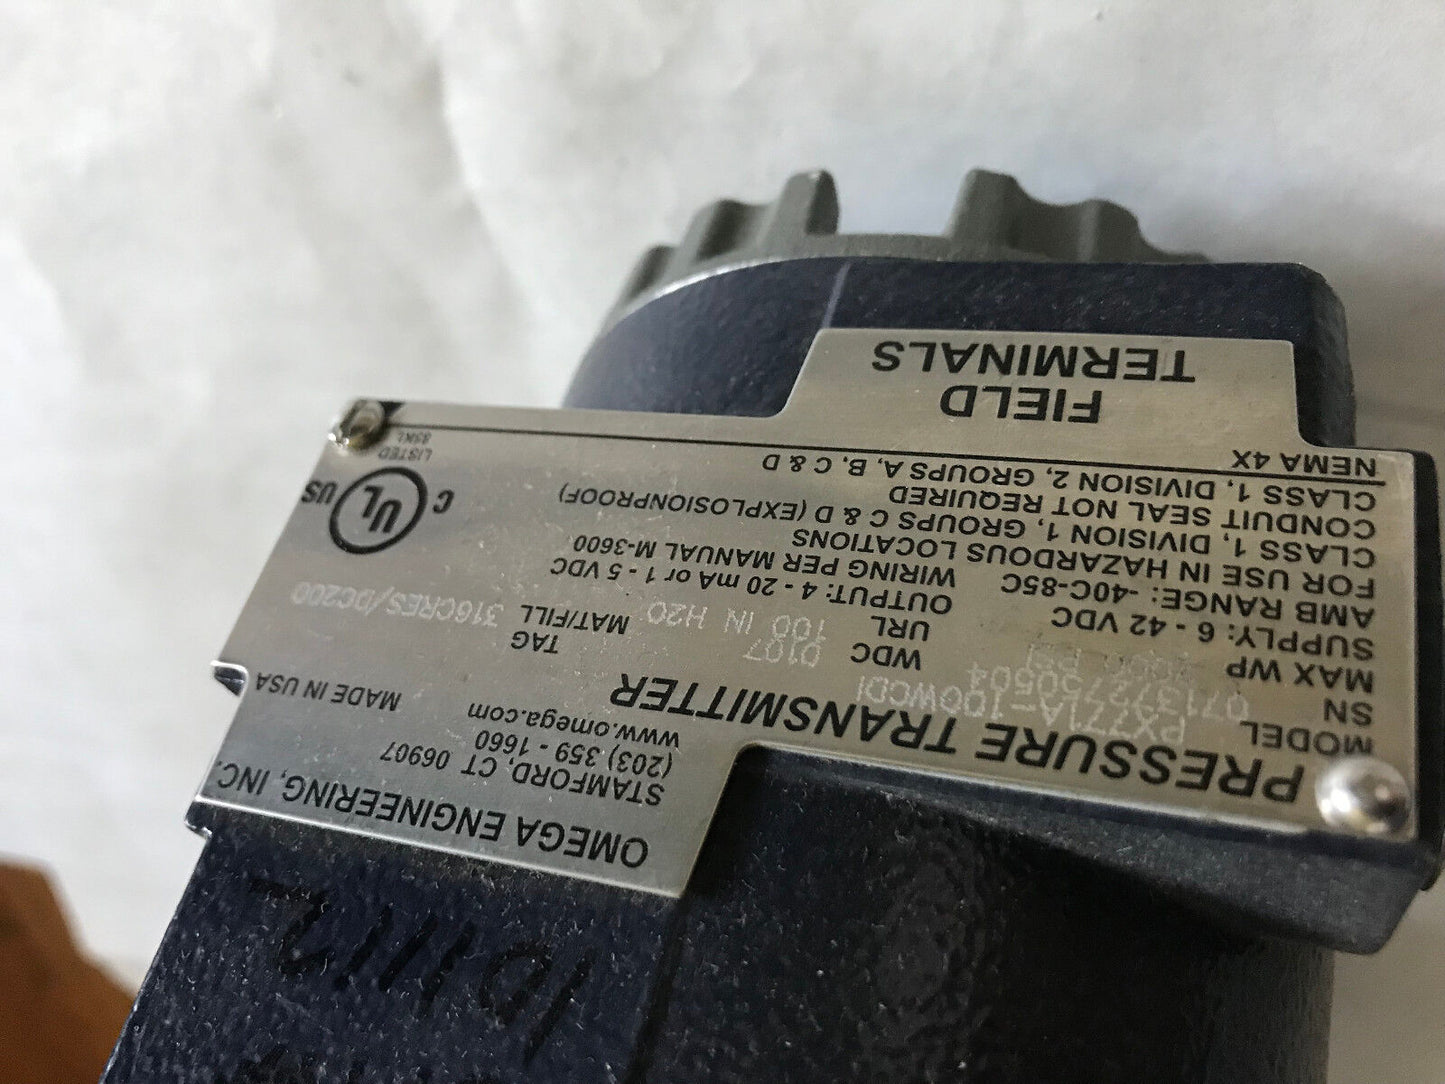 OMEGA ENGINEERING, INC.
STAMFORD, CT 06907
(203) 359 - 1660
www.omega.com
MADE IN USA
PRESSURE TRANSMITTER
MODEL PX771A-100WCDI
SN
TAG
MAX WP PSI
WDC 0107
MAT/FILL 316CRES/DC200
SUPPLY: 6 - 42 VDC
URL 100 IN H2O
AMB RANGE: -40C-85C
OUTPUT: 4 - 20 mA or 1 - 5 VDC
FOR USE IN HAZARDOUS LOCATIONS
WIRING PER MANUAL M-3600
CLASS 1, DIVISION 1, GROUPS C & D (EXPLOSIONPROOF)
CONDUIT SEAL NOT REQUIRED
CLASS 1, DIVISION 2, GROUPS A, B, C & D
NEMA 4X
C UL US
LISTED
85KL
FIELD
TERMINALS